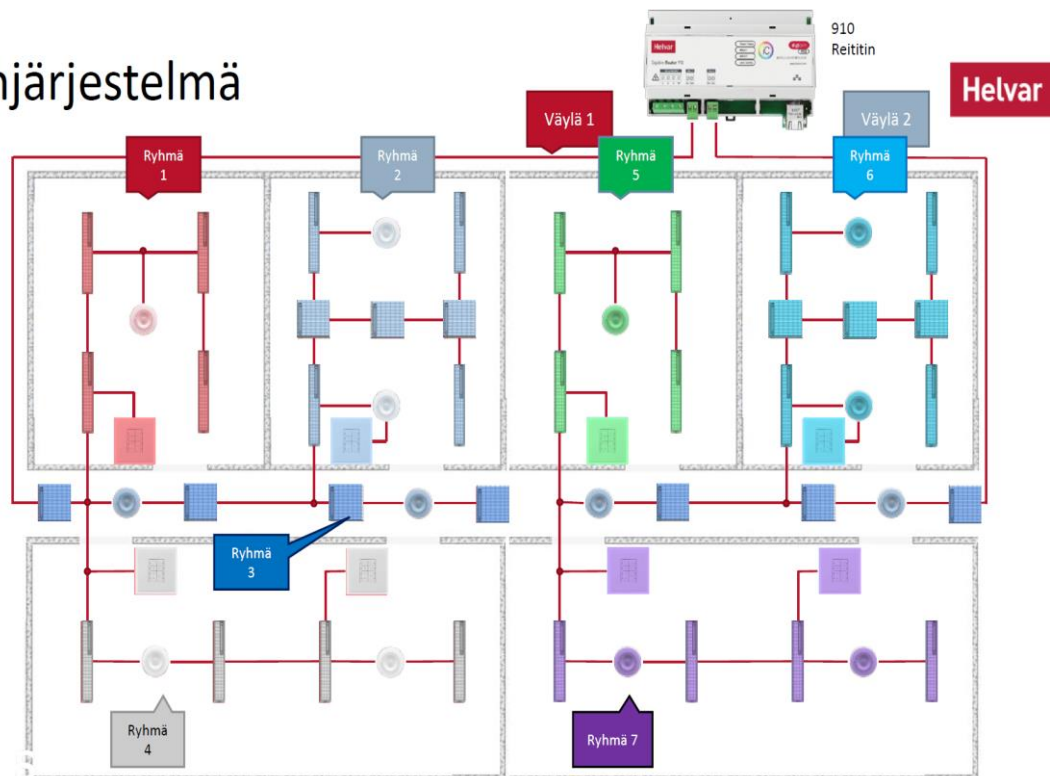 910
Reititin
njärjestelmä
Helvar
Helvar
Väylä 1
Väylä 2
Ryhmä
1
Ryhmä
2
Ryhmä
5
Ryhmä
6
Ryhmä
3
Ryhmä
4
Ryhmä 7